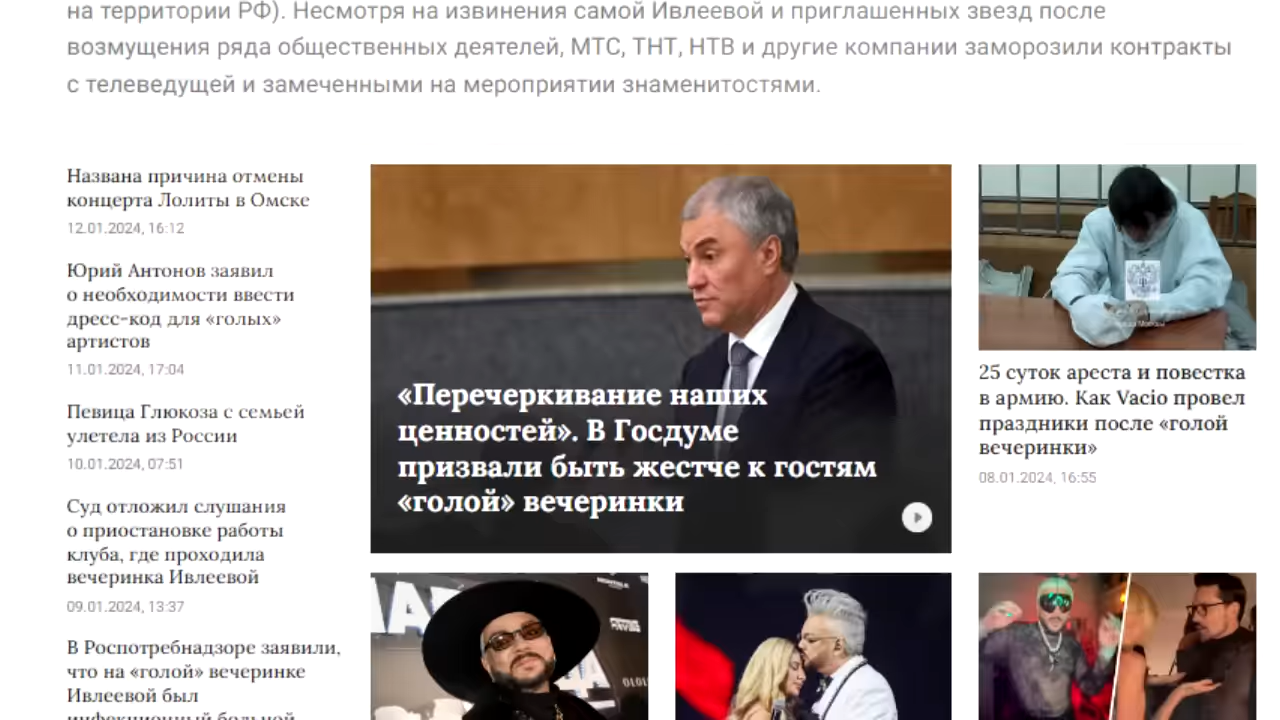 на территории РФ). Несмотря на извинения самой Ивлеевой и приглашенных звезд после
возмущения ряда общественных деятелей, МТС, ТНТ, НТВ и другие компании заморозили контракты
с телеведущей и замеченными на мероприятии знаменитостями.
Названа причина отмены
концерта Лолиты в Омске
12.01.2024, 16:12
Юрий Антонов заявил
о необходимости ввести
дресс-код для «голых»
артистов
11.01.2024, 17:04
Певица Глюкоза с семьей
улетела из России
10.01.2024, 07:51
Суд отложил слушания
о приостановке работы
клуба, где проходила
вечеринка Ивлеевой
09.01.2024, 13:37
В Роспотребнадзоре заявили,
что на «голой» вечеринке
Ивлеевой был
инфекционный больной
«Перечеркивание наших
ценностей». В Госдуме
призвали быть жестче к гостям
«голой» вечеринки
25 суток ареста и повестка
в армию. Как Vacio провел
праздники после «голой
вечеринки»
08.01.2024, 16:55